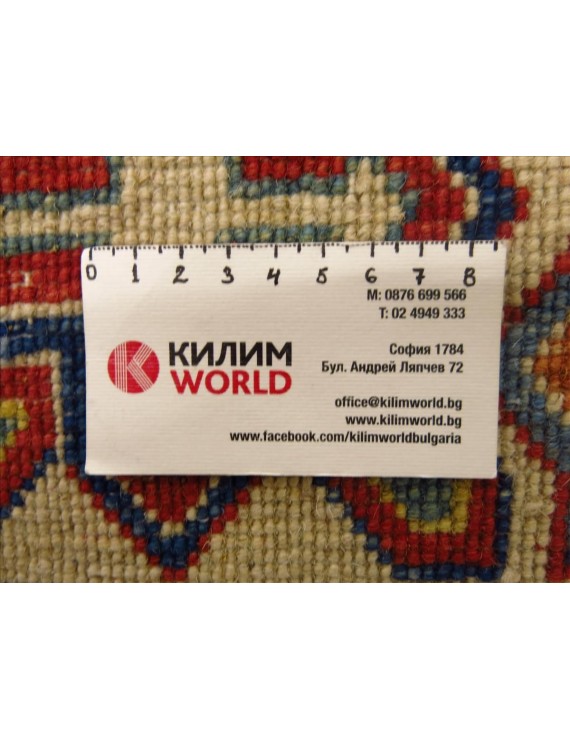 0 1 2 3 4 5 6 7 8
М: 0876 699 566
Т: 02 4949 333
КИЛИМ
WORLD
София 1784
Бул. Андрей Ляпчев 72
office@kilimworld.bg
www.kilimworld.bg
www.facebook.com/kilimworldbulgaria